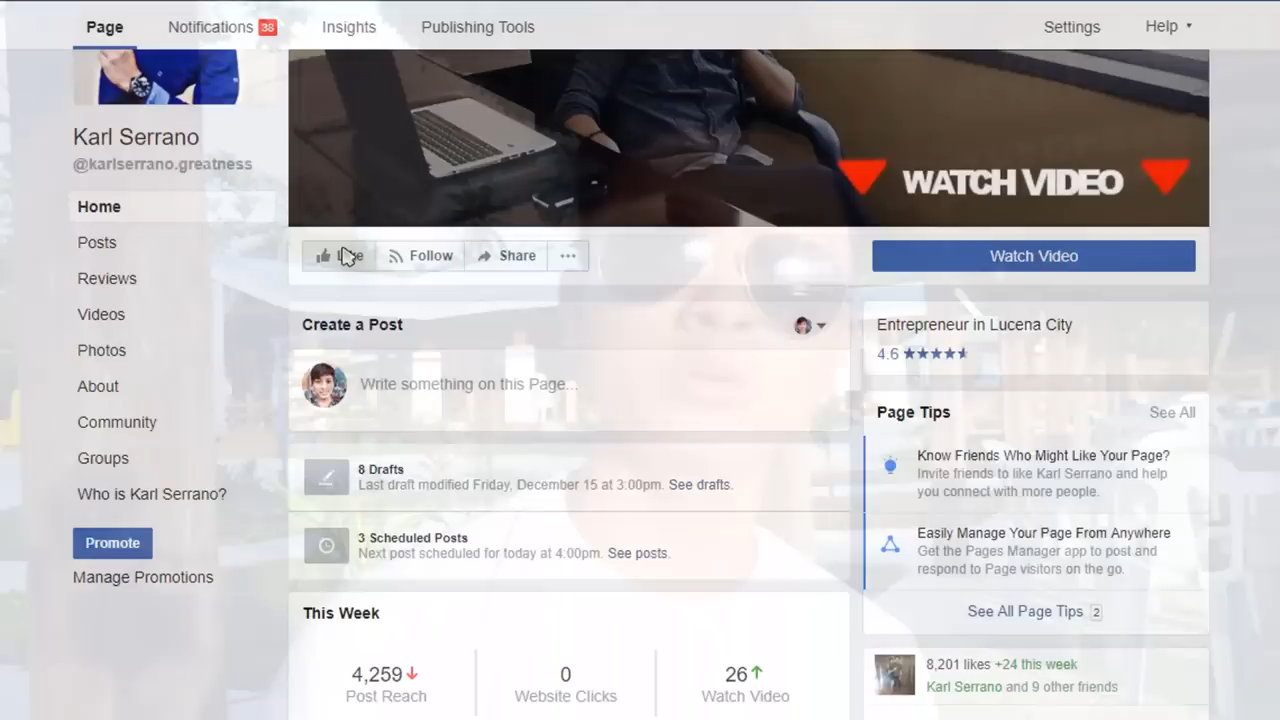 Page
Notifications 38
Insights
Publishing Tools
Settings
Help
Karl Serrano
@karlserrano.greatness
Home
Posts
Reviews
Videos
Photos
About
Community
Groups
Who is Karl Serrano?
Promote
Manage Promotions
WATCH VIDEO
Follow
Share
Watch Video
Create a Post
Write something on this Page...
8 Drafts
Last draft modified Friday, December 15 at 3:00pm. See drafts.
3 Scheduled Posts
Next post scheduled for today at 4:00pm. See posts.
This Week
4,259
Post Reach
0
Website Clicks
26
Watch Video
Entrepreneur in Lucena City
4.6
Page Tips
See All
Know Friends Who Might Like Your Page?
Invite friends to like Karl Serrano and help
you connect with more people.
Easily Manage Your Page From Anywhere
Get the Pages Manager app to post and
respond to Page visitors on the go.
See All Page Tips 2
8,201 likes +24 this week
Karl Serrano and 9 other friends